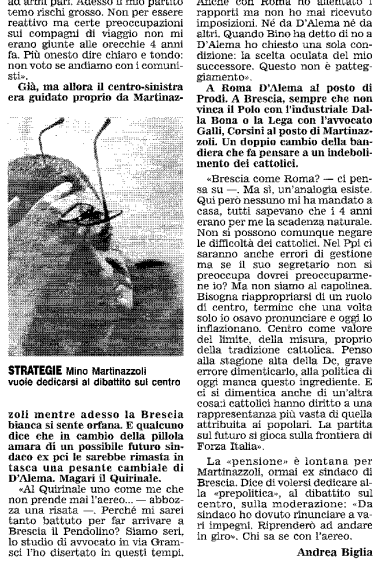 ad armi pari. Adesso il mio partito
temo rischi grosso. Non per essere
reattivo ma certe preoccupazioni
sui compagni di viaggio non mi
erano giunte alle orecchie 4 anni
fa. Più onesto dire chiaro e tondo:
non voto se andiamo con i comuni-
sti».
Già, ma allora il centro-sinistra
era guidato proprio da Martinaz-
STRATEGIE Mino Martinazzoli
vuole dedicarsi al dibattito sul centro
zoli mentre adesso la Brescia
bianca si sente orfana. E qualcuno
dice che in cambio della pillola
amara di un possibile futuro sin-
daco ex pci le sarebbe rimasta in
tasca una pesante cambiale di
D'Alema. Magari il Quirinale.
«Al Quirinale uno come me che
non prende mai l'aereo... — abboz-
za una risata —. Perché mi sarei
tanto battuto per far arrivare a
Brescia il Pendolino? Siamo seri,
lo studio di avvocato in via Gram-
sci l'ho disertato in questi tempi.
Anche con Roma ho allentato i
rapporti ma non ho mai ricevuto
imposizioni. Né da D'Alema né da
altri. Quando Bino ha detto di no a
D'Alema ho chiesto una sola con-
dizione: la scelta oculata del mio
successore. Questo non è patteg-
giamento».
A Roma D'Alema al posto di
Prodi. A Brescia, sempre che non
vinca il Polo con l'industriale Dal-
la Bona o la Lega con l'avvocato
Galli, Corsini al posto di Martinaz-
zoli. Un doppio cambio della ban-
diera che fa pensare a un indeboli-
mento dei cattolici.
«Brescia come Roma? — ci pen-
sa su —. Ma sì, un'analogia esiste.
Qui però nessuno mi ha mandato a
casa, tutti sapevano che i 4 anni
erano per me la scadenza naturale.
Non si possono comunque negare
le difficoltà dei cattolici. Nel Ppi ci
saranno anche errori di gestione
ma se il suo segretario non si
preoccupa dovrei preoccuparme-
ne io? Ma non siamo al capolinea.
Bisogna riappropriarsi di un ruolo
di centro, termine che una volta
solo io osavo pronunciare e oggi lo
inflazionano. Centro come valore
del limite, della misura, proprio
della tradizione cattolica. Penso
alla stagione alta della Dc, grave
errore dimenticarlo, alla politica di
oggi manca questo ingrediente. E
ci si dimentica anche di un'altra
cosa: i cattolici hanno diritto a una
rappresentanza più vasta di quella
attribuita ai popolari. La partita
sul futuro si gioca sulla frontiera di
Forza Italia».
La «pensione» è lontana per
Martinazzoli, ormai ex sindaco di
Brescia. Dice di volersi dedicare al-
la «prepolitica», al dibattito sul
centro, sulla moderazione: «Da
sindaco ho dovuto rinunciare a va-
ri impegni. Riprenderò ad andare
in giro». Chi sa se con l'aereo.
Andrea Biglia